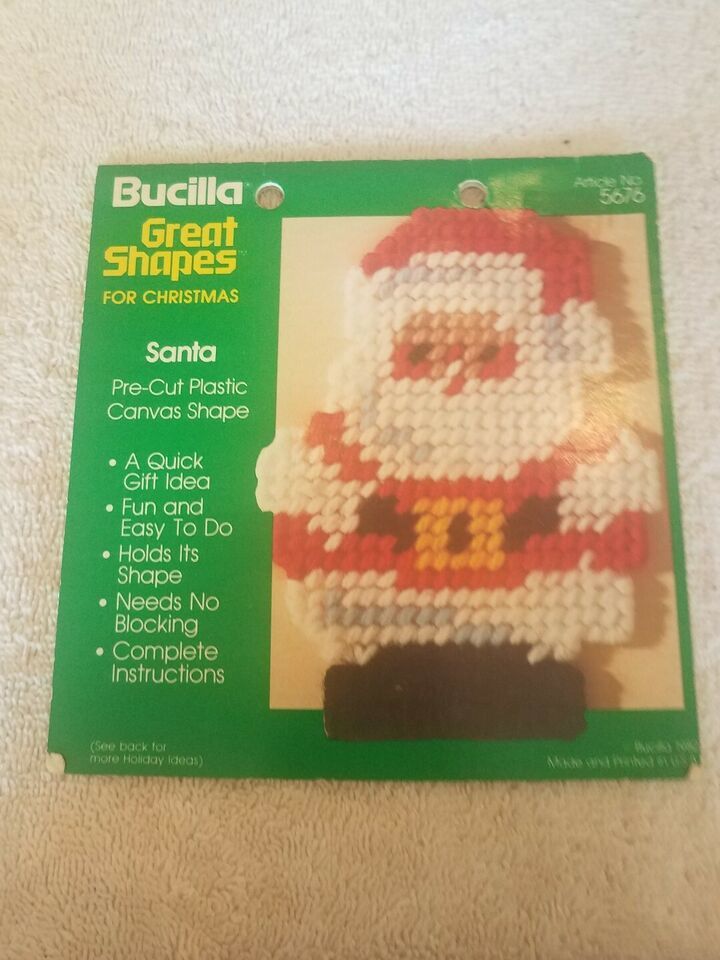 Bucilla
Great
Shapes™
FOR CHRISTMAS
Article No.
5676
Santa
Pre-Cut Plastic
Canvas Shape
• A Quick
Gift Idea
• Fun and
Easy To Do
• Holds Its
Shape
• Needs No
Blocking
• Complete
Instructions
(See back for
more Holiday Ideas)
Bucilla
Made and Printed in U.S.A.